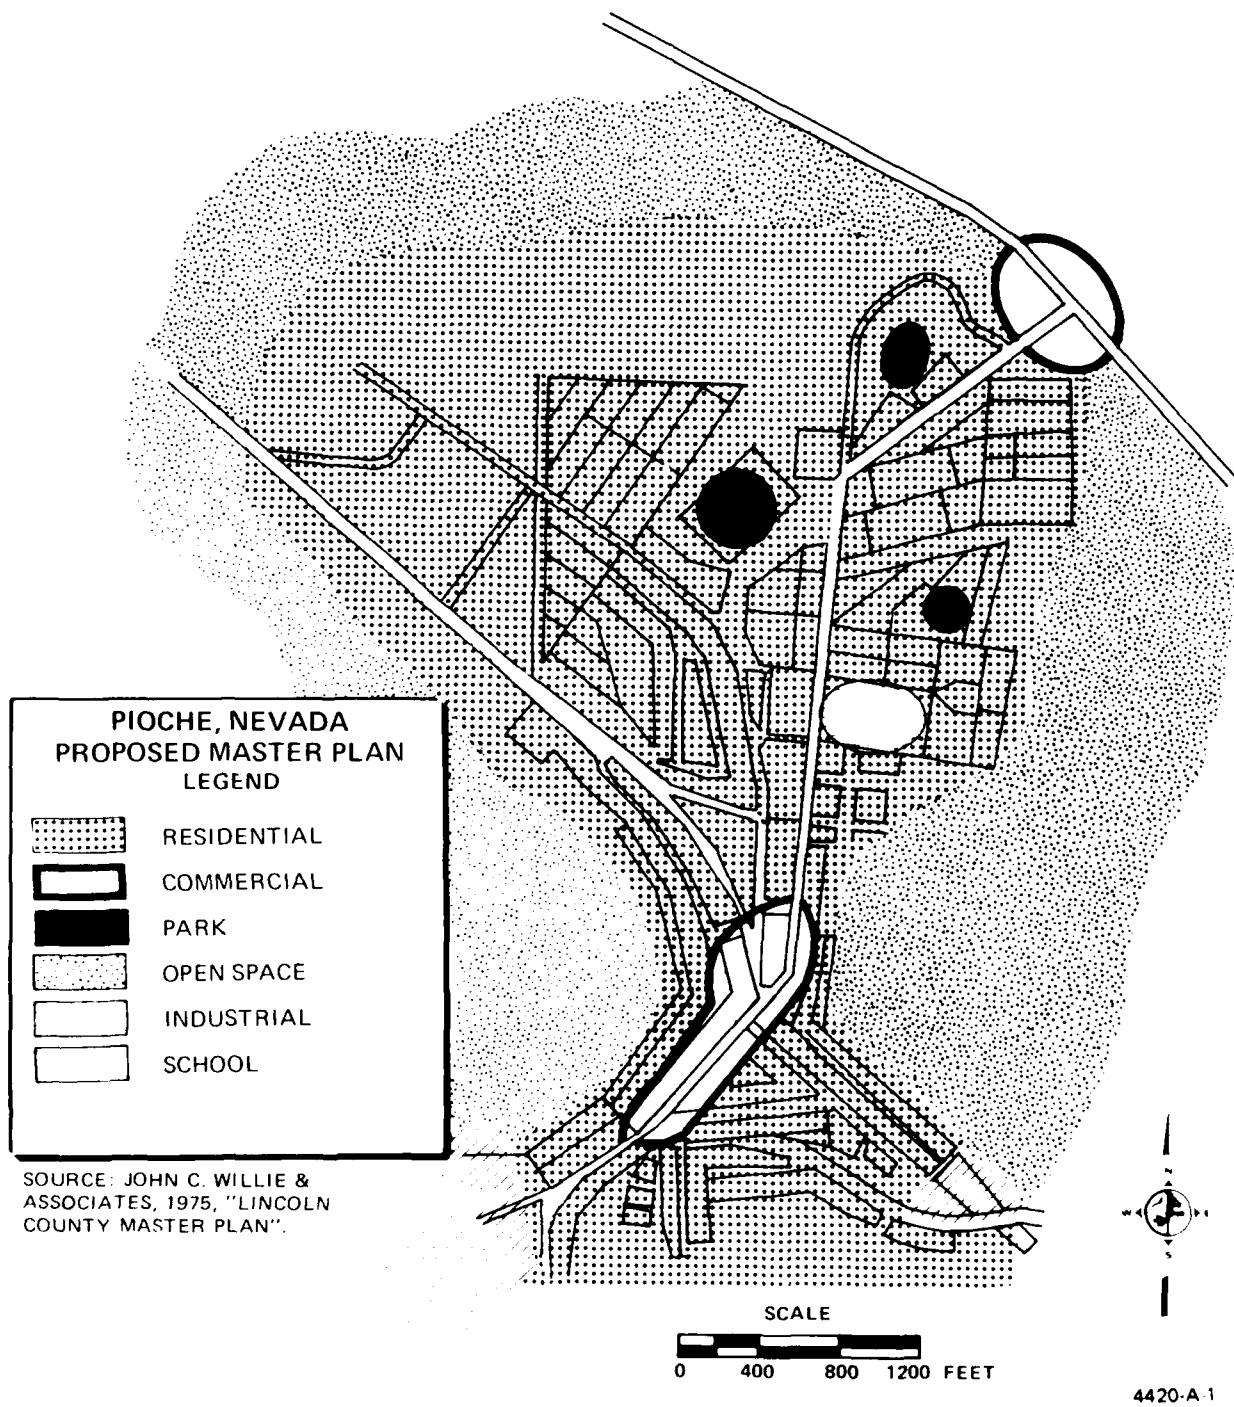 PIOCHE, NEVADA
PROPOSED MASTER PLAN
LEGEND
RESIDENTIAL
COMMERCIAL
PARK
OPEN SPACE
INDUSTRIAL
SCHOOL
SOURCE: JOHN C. WILLIE &
ASSOCIATES, 1975, "LINCOLN
COUNTY MASTER PLAN".
N
W E
S
SCALE
0 400 800 1200 FEET
4420-A-1